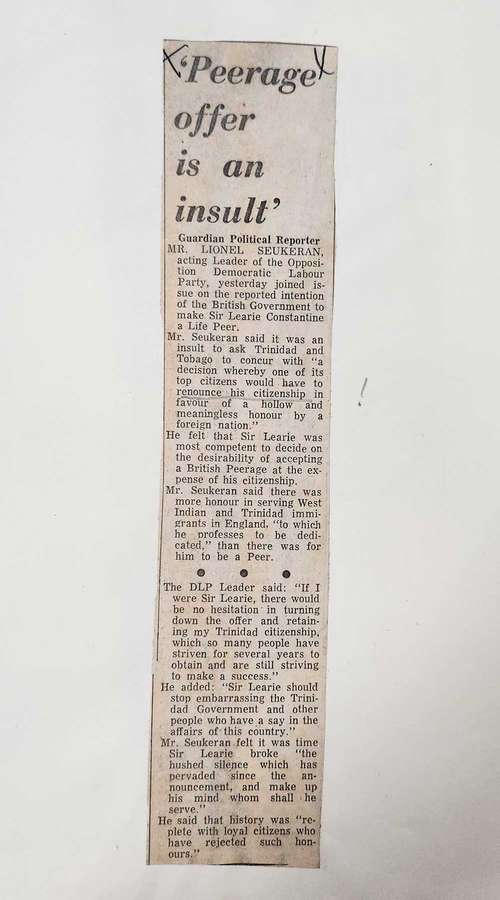 'Peerage
offer
is an
insult'
Guardian Political Reporter
MR. LIONEL SEUKERAN,
acting Leader of the Opposi-
tion Democratic Labour
Party, yesterday joined is-
sue on the reported intention
of the British Government to
make Sir Learie Constantine
a Life Peer.
Mr. Seukeran said it was an
insult to ask Trinidad and
Tobago to concur with "a
decision whereby one of its
top citizens would have to
renounce his citizenship in
favour of a hollow and
meaningless honour by a
foreign nation."
He felt that Sir Learie was
most competent to decide on
the desirability of accepting
a British Peerage at the ex-
pense of his citizenship.
Mr. Seukeran said there was
more honour in serving West
Indian and Trinidad immi-
grants in England, "to which
he professes to be dedi-
cated," than there was for
him to be a Peer.
The DLP Leader said: "If I
were Sir Learie, there would
be no hesitation in turning
down the offer and retain-
ing my Trinidad citizenship,
which so many people have
striven for several years to
obtain and are still striving
to make a success."
He added: "Sir Learie should
stop embarrassing the Trini-
dad Government and other
people who have a say in the
affairs of this country."
Mr. Seukeran felt it was time
Sir Learie broke "the
hushed silence which has
pervaded since the an-
nouncement, and make up
his mind whom shall he
serve."
He said that history was "re-
plete with loyal citizens who
have rejected such hon-
ours."